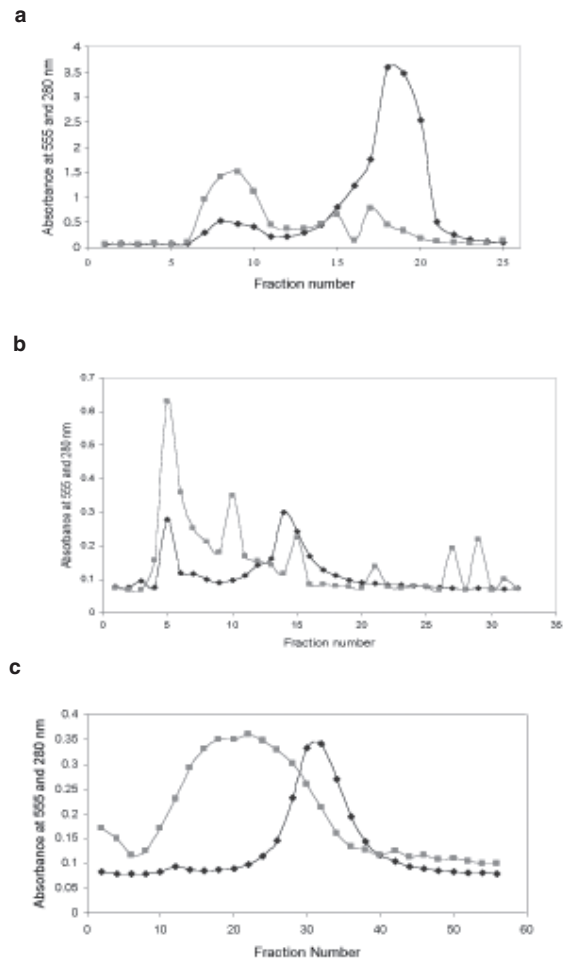 a
Absorbance at 555 and 280 nm
4
3.5
3
2.5
2
1.5
1
0.5
0
0 5 10 15 20 25
Fraction number
b
Absorbance at 555 and 280 nm
0.7
0.6
0.5
0.4
0.3
0.2
0.1
0
0 5 10 15 20 25 30 35
Fraction number
c
Absorbance at 555 and 280 nm
0.4
0.35
0.3
0.25
0.2
0.15
0.1
0.05
0
0 10 20 30 40 50 60
Fraction Number